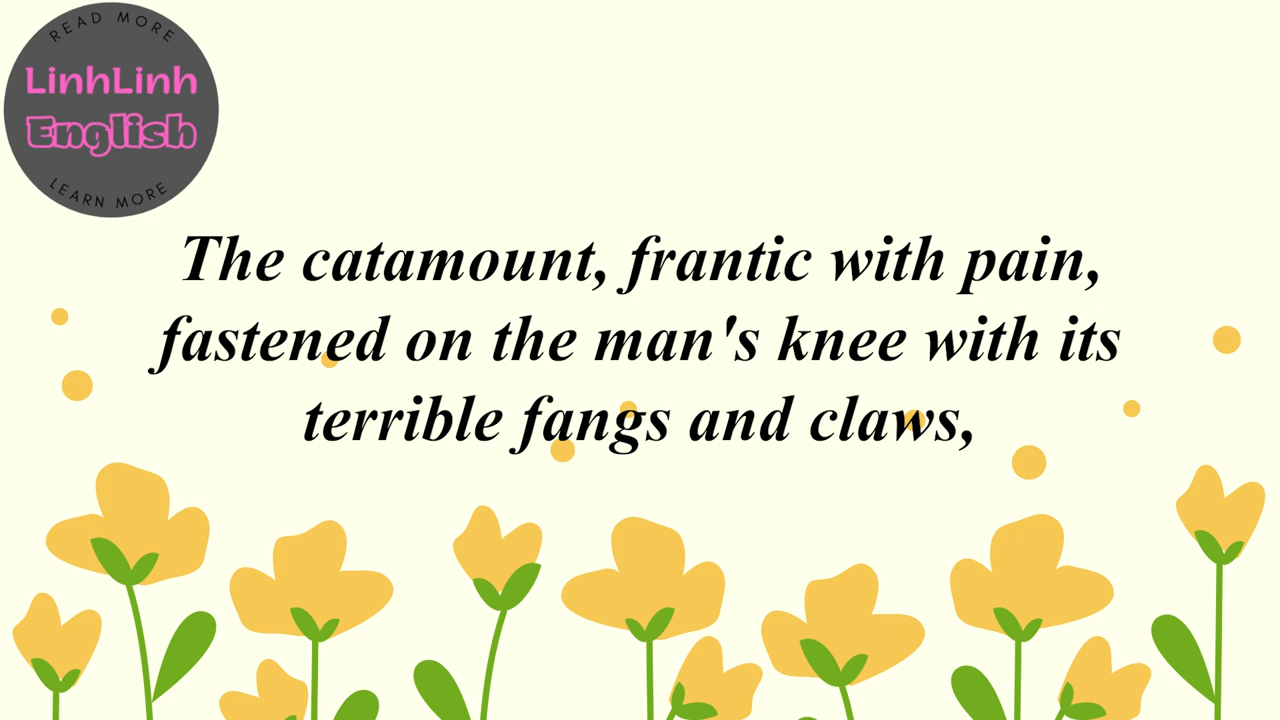 READ MORE
LinhLinh
English
LEARN MORE
The catamount, frantic with pain,
fastened on the man's knee with its
terrible fangs and claws,